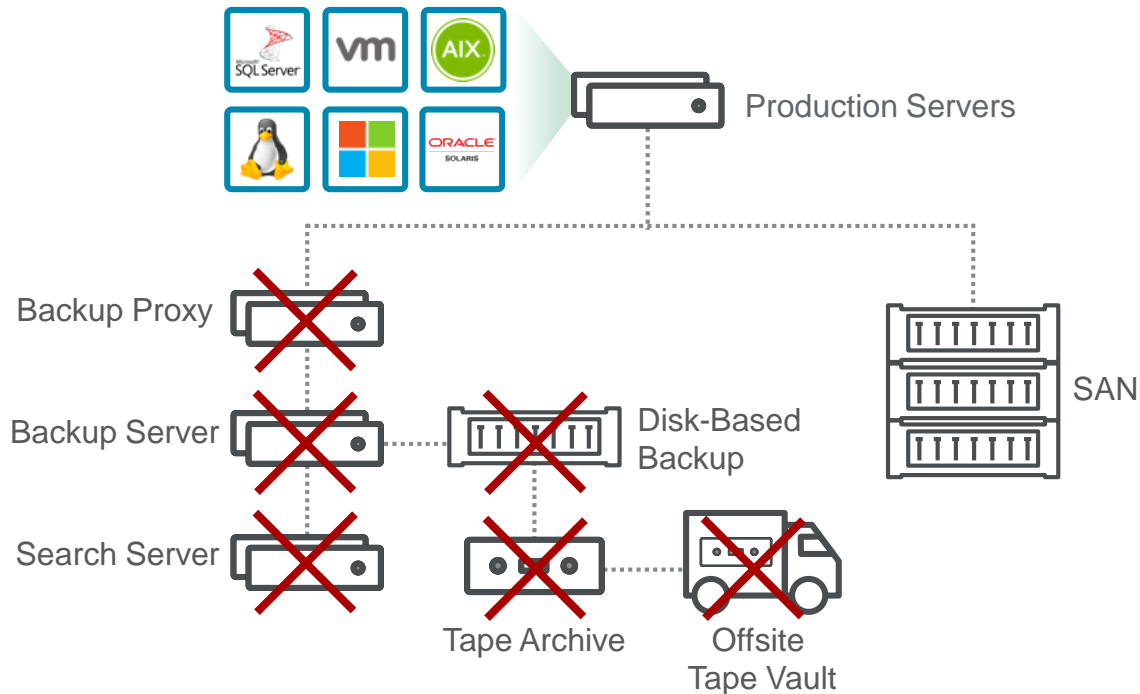 Microsoft
SQL Server
vm
AIX
ORACLE
SOLARIS
Production Servers
Backup Proxy
Backup Server
Search Server
Disk-Based
Backup
SAN
Tape Archive
Offsite
Tape Vault